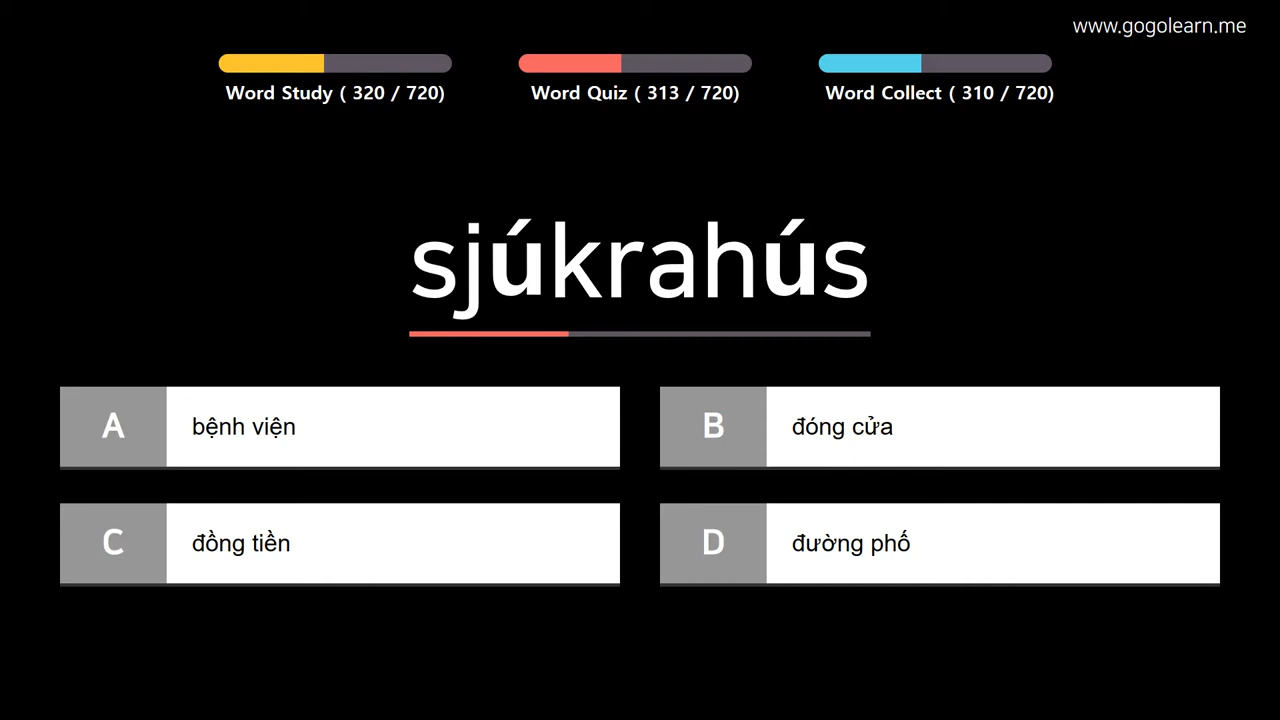 www.gogolearn.me
Word Study ( 320 / 720)
Word Quiz ( 313 / 720)
Word Collect ( 310 / 720)
sjúkrahús
A bệnh viện
B đóng cửa
C đồng tiền
D đường phố